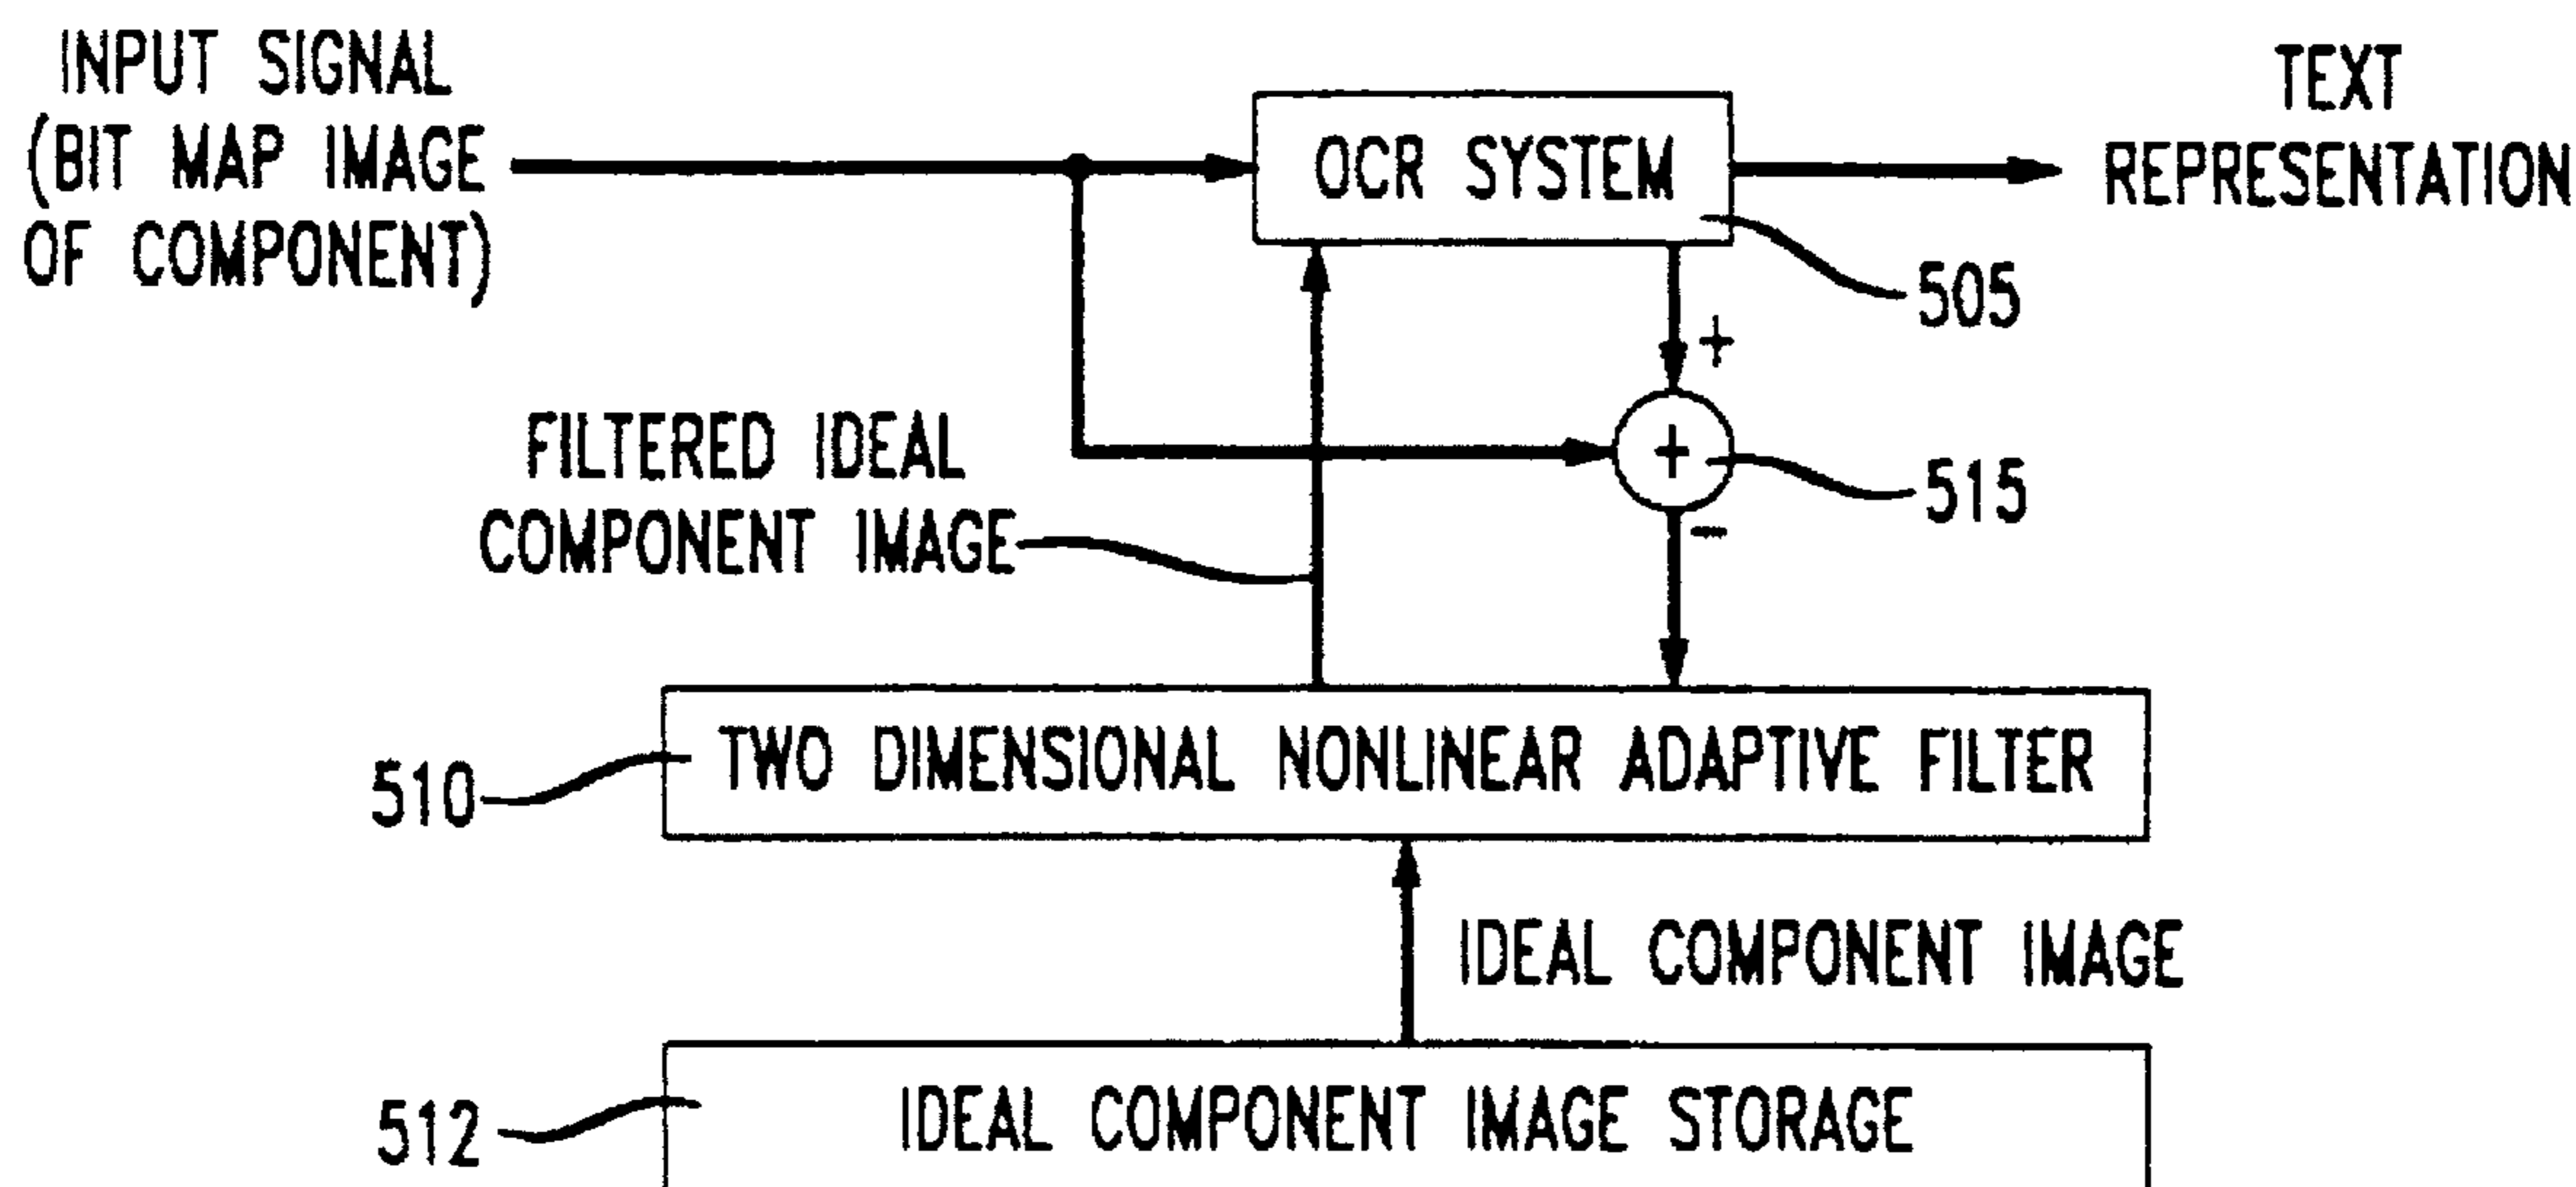 INPUT SIGNAL
(BIT MAP IMAGE
OF COMPONENT)
OCR SYSTEM
TEXT
REPRESENTATION
505
+
+
515
-
FILTERED IDEAL
COMPONENT IMAGE
510
TWO DIMENSIONAL NONLINEAR ADAPTIVE FILTER
IDEAL COMPONENT IMAGE
512
IDEAL COMPONENT IMAGE STORAGE